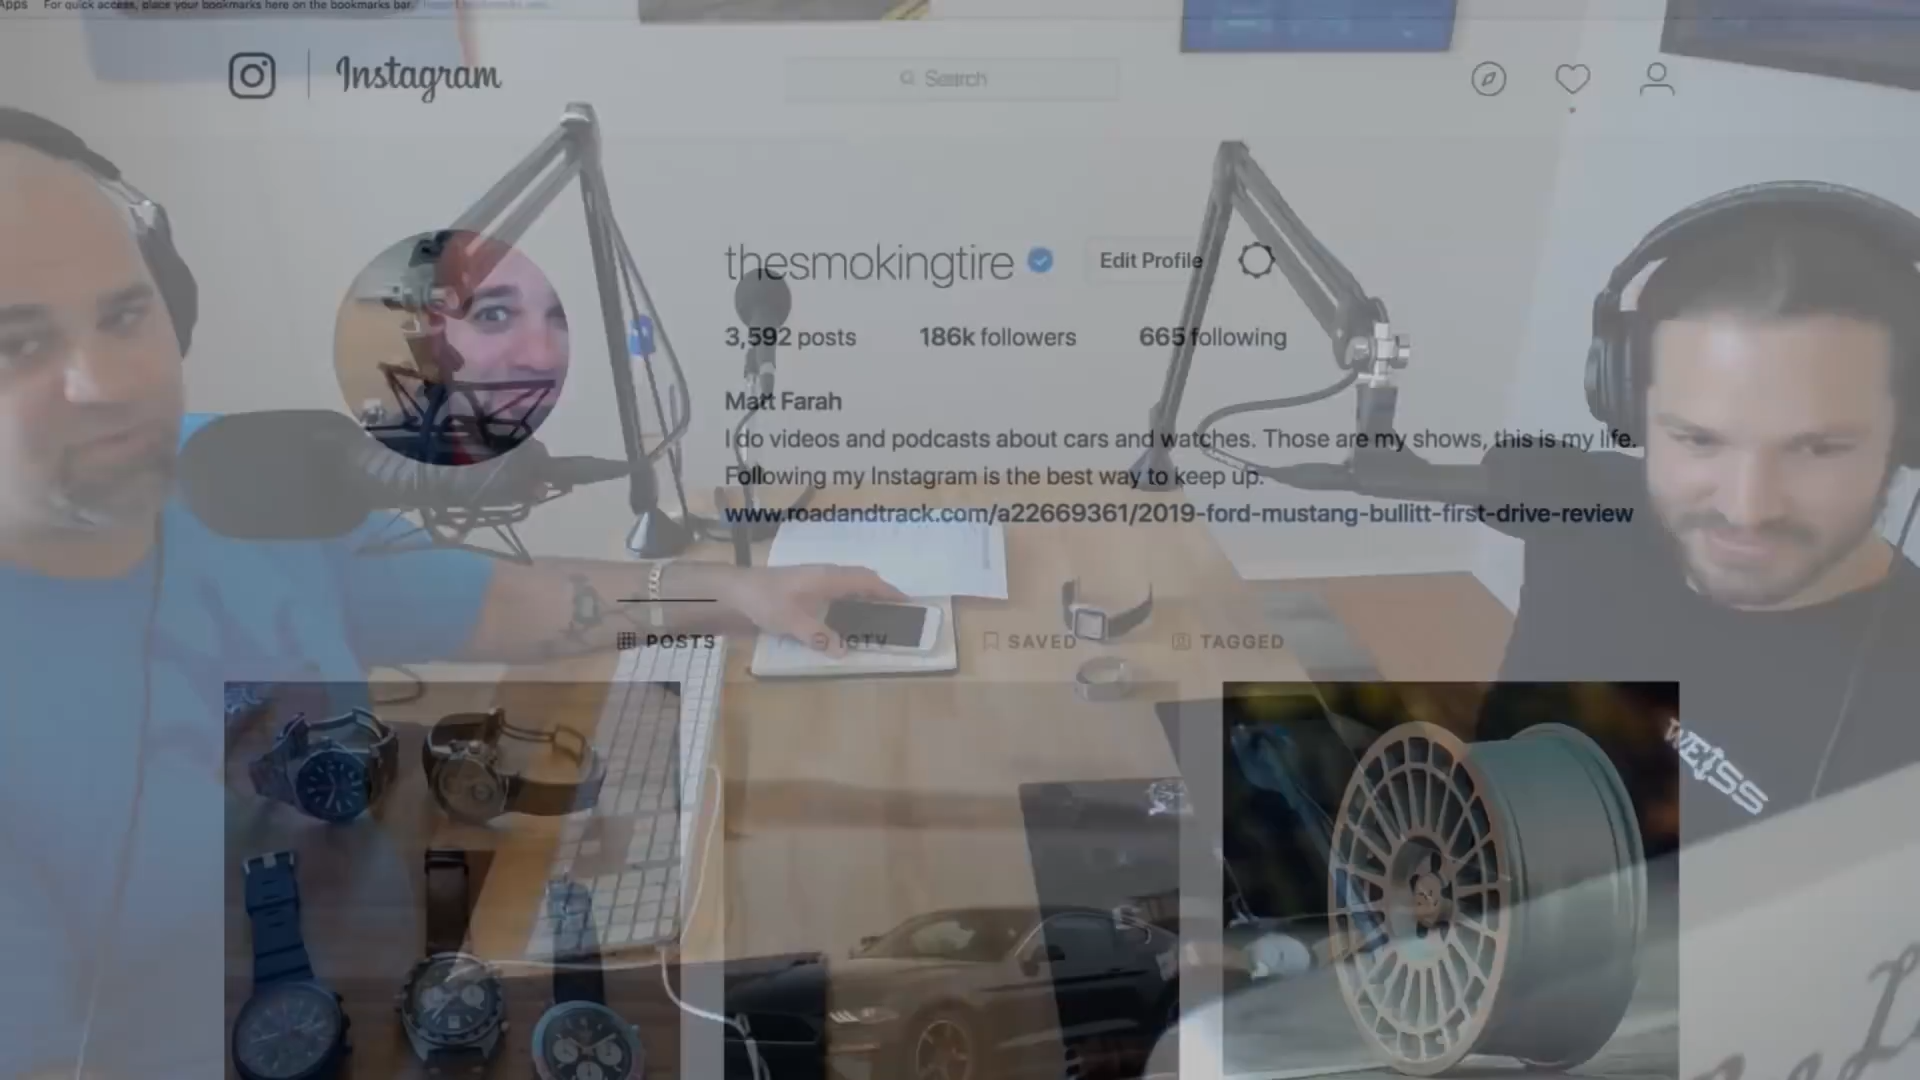 Apps For quick access, place your bookmarks here on the bookmarks bar.
Instagram
Search
thesmokingtire
Edit Profile
3,592 posts 186k followers 665 following
Matt Farah
I do videos and podcasts about cars and watches. Those are my shows, this is my life.
Following my Instagram is the best way to keep up.
www.roadandtrack.com/a22669361/2019-ford-mustang-bullitt-first-drive-review
POSTS IGTV SAVED TAGGED
WEISS